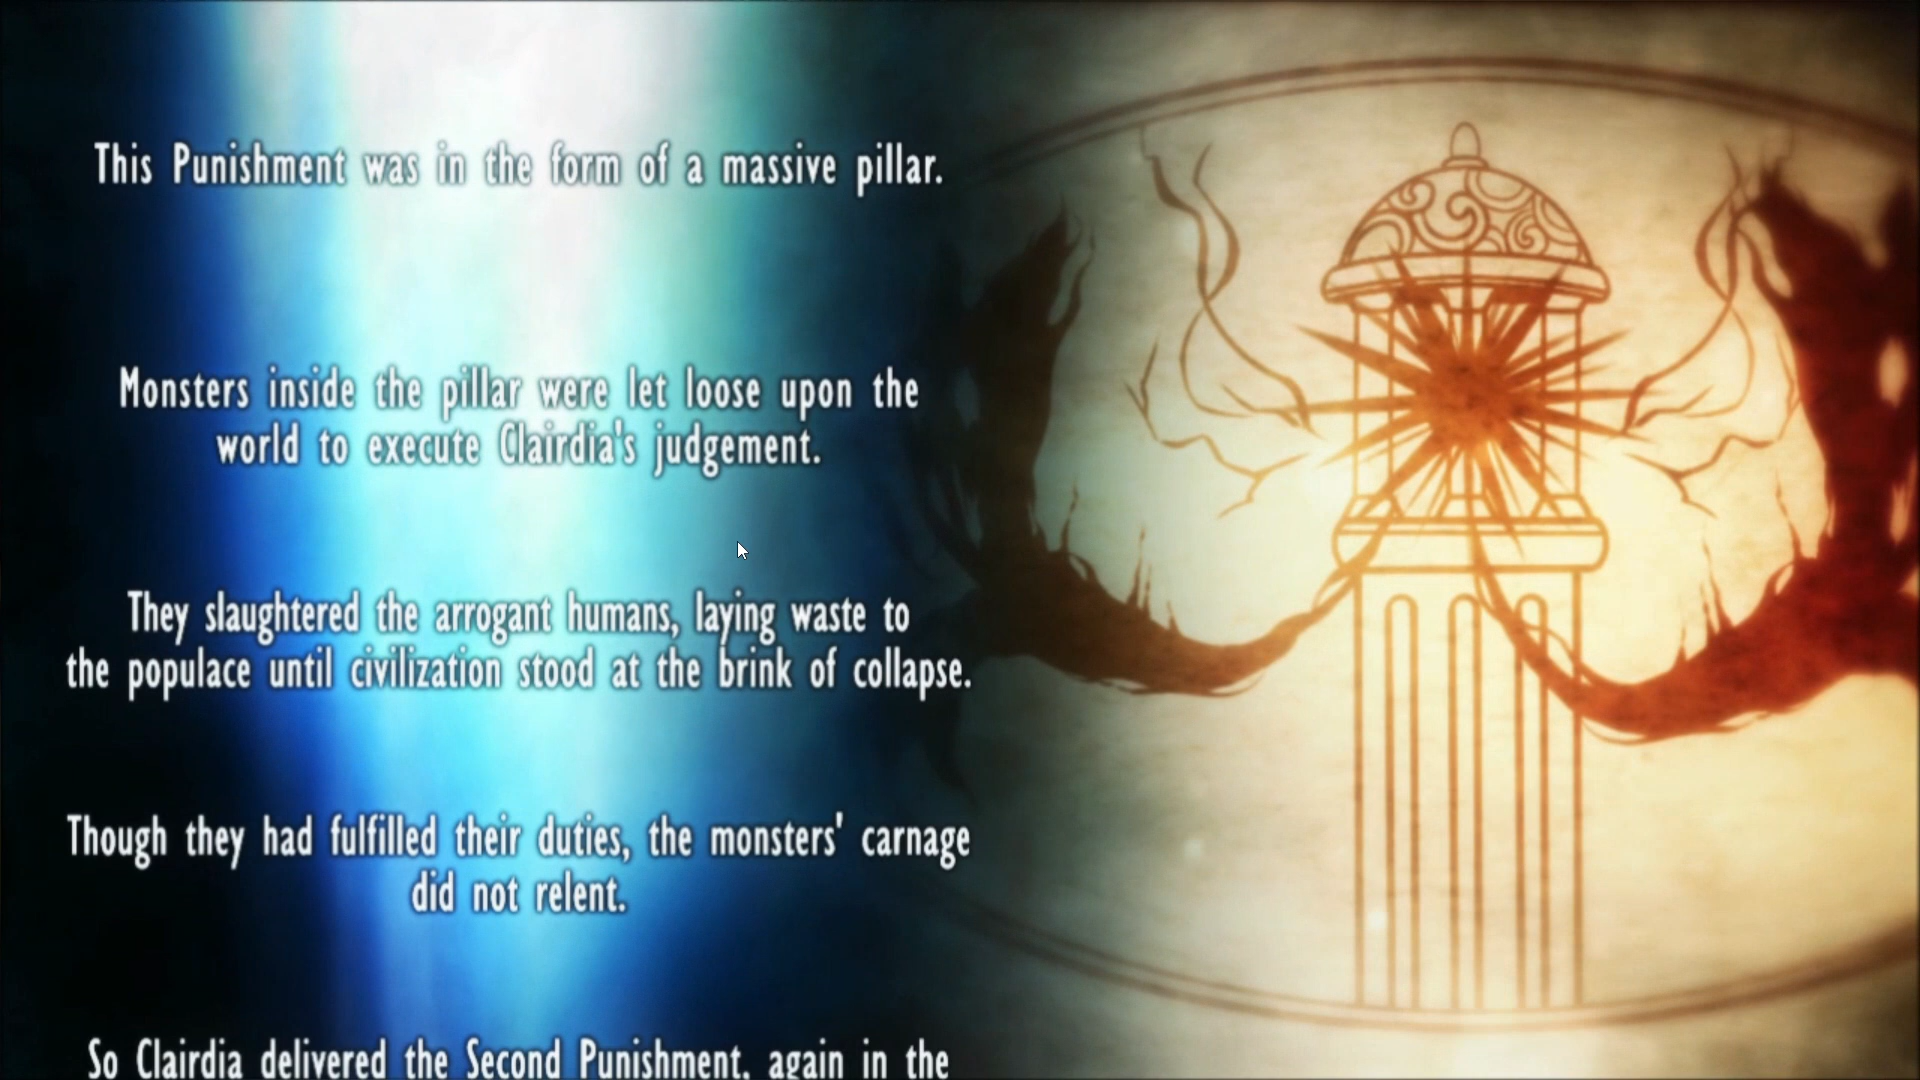 This Punishment was in the form of a massive pillar.
Monsters inside the pillar were let loose upon the
world to execute Clairdia's judgement.
They slaughtered the arrogant humans, laying waste to
the populace until civilization stood at the brink of collapse.
Though they had fulfilled their duties, the monsters' carnage
did not relent.
So Clairdia delivered the Second Punishment, again in the